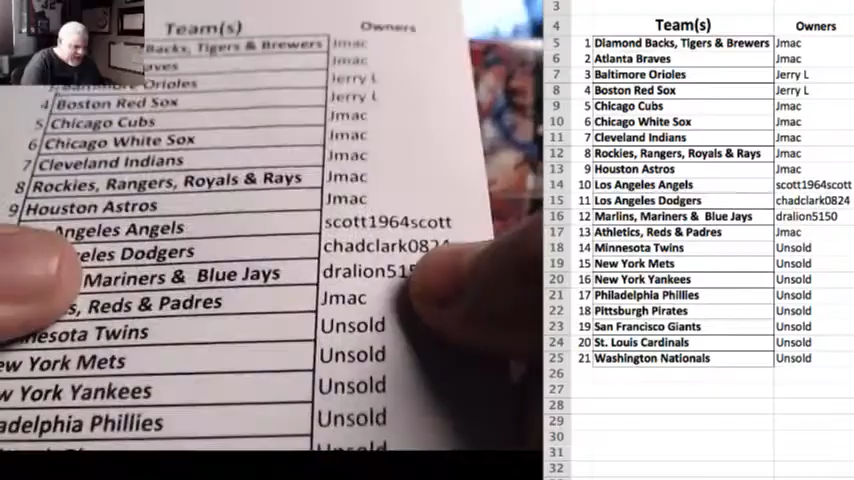 Team(s) Owners
Backs, Tigers & Brewers Jmac
aves Jmac
Orioles Jerry L
4 Boston Red Sox Jerry L
5 Chicago Cubs Jmac
6 Chicago White Sox Jmac
7 Cleveland Indians Jmac
8 Rockies, Rangers, Royals & Rays Jmac
9 Houston Astros Jmac
Angeles Angels scott1964scott
eles Dodgers chadclark0824
Mariners & Blue Jays dralion515
s, Reds & Padres Jmac
nesota Twins Unsold
ew York Mets Unsold
w York Yankees Unsold
adelphia Phillies Unsold
3
4 Team(s) Owners
5 1 Diamond Backs, Tigers & Brewers Jmac
6 2 Atlanta Braves Jmac
7 3 Baltimore Orioles Jerry L
8 4 Boston Red Sox Jerry L
9 5 Chicago Cubs Jmac
10 6 Chicago White Sox Jmac
11 7 Cleveland Indians Jmac
12 8 Rockies, Rangers, Royals & Rays Jmac
13 9 Houston Astros Jmac
14 10 Los Angeles Angels scott1964scott
15 11 Los Angeles Dodgers chadclark0824
16 12 Marlins, Mariners & Blue Jays dralion5150
17 13 Athletics, Reds & Padres Jmac
18 14 Minnesota Twins Unsold
19 15 New York Mets Unsold
20 16 New York Yankees Unsold
21 17 Philadelphia Phillies Unsold
22 18 Pittsburgh Pirates Unsold
23 19 San Francisco Giants Unsold
24 20 St. Louis Cardinals Unsold
25 21 Washington Nationals Unsold
26
27
28
29
30
31
32